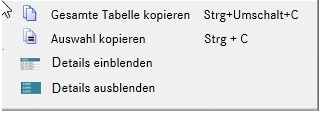 Gesamte Tabelle kopieren Strg+Umschalt+C
Auswahl kopieren Strg + C
Details einblenden
Details ausblenden